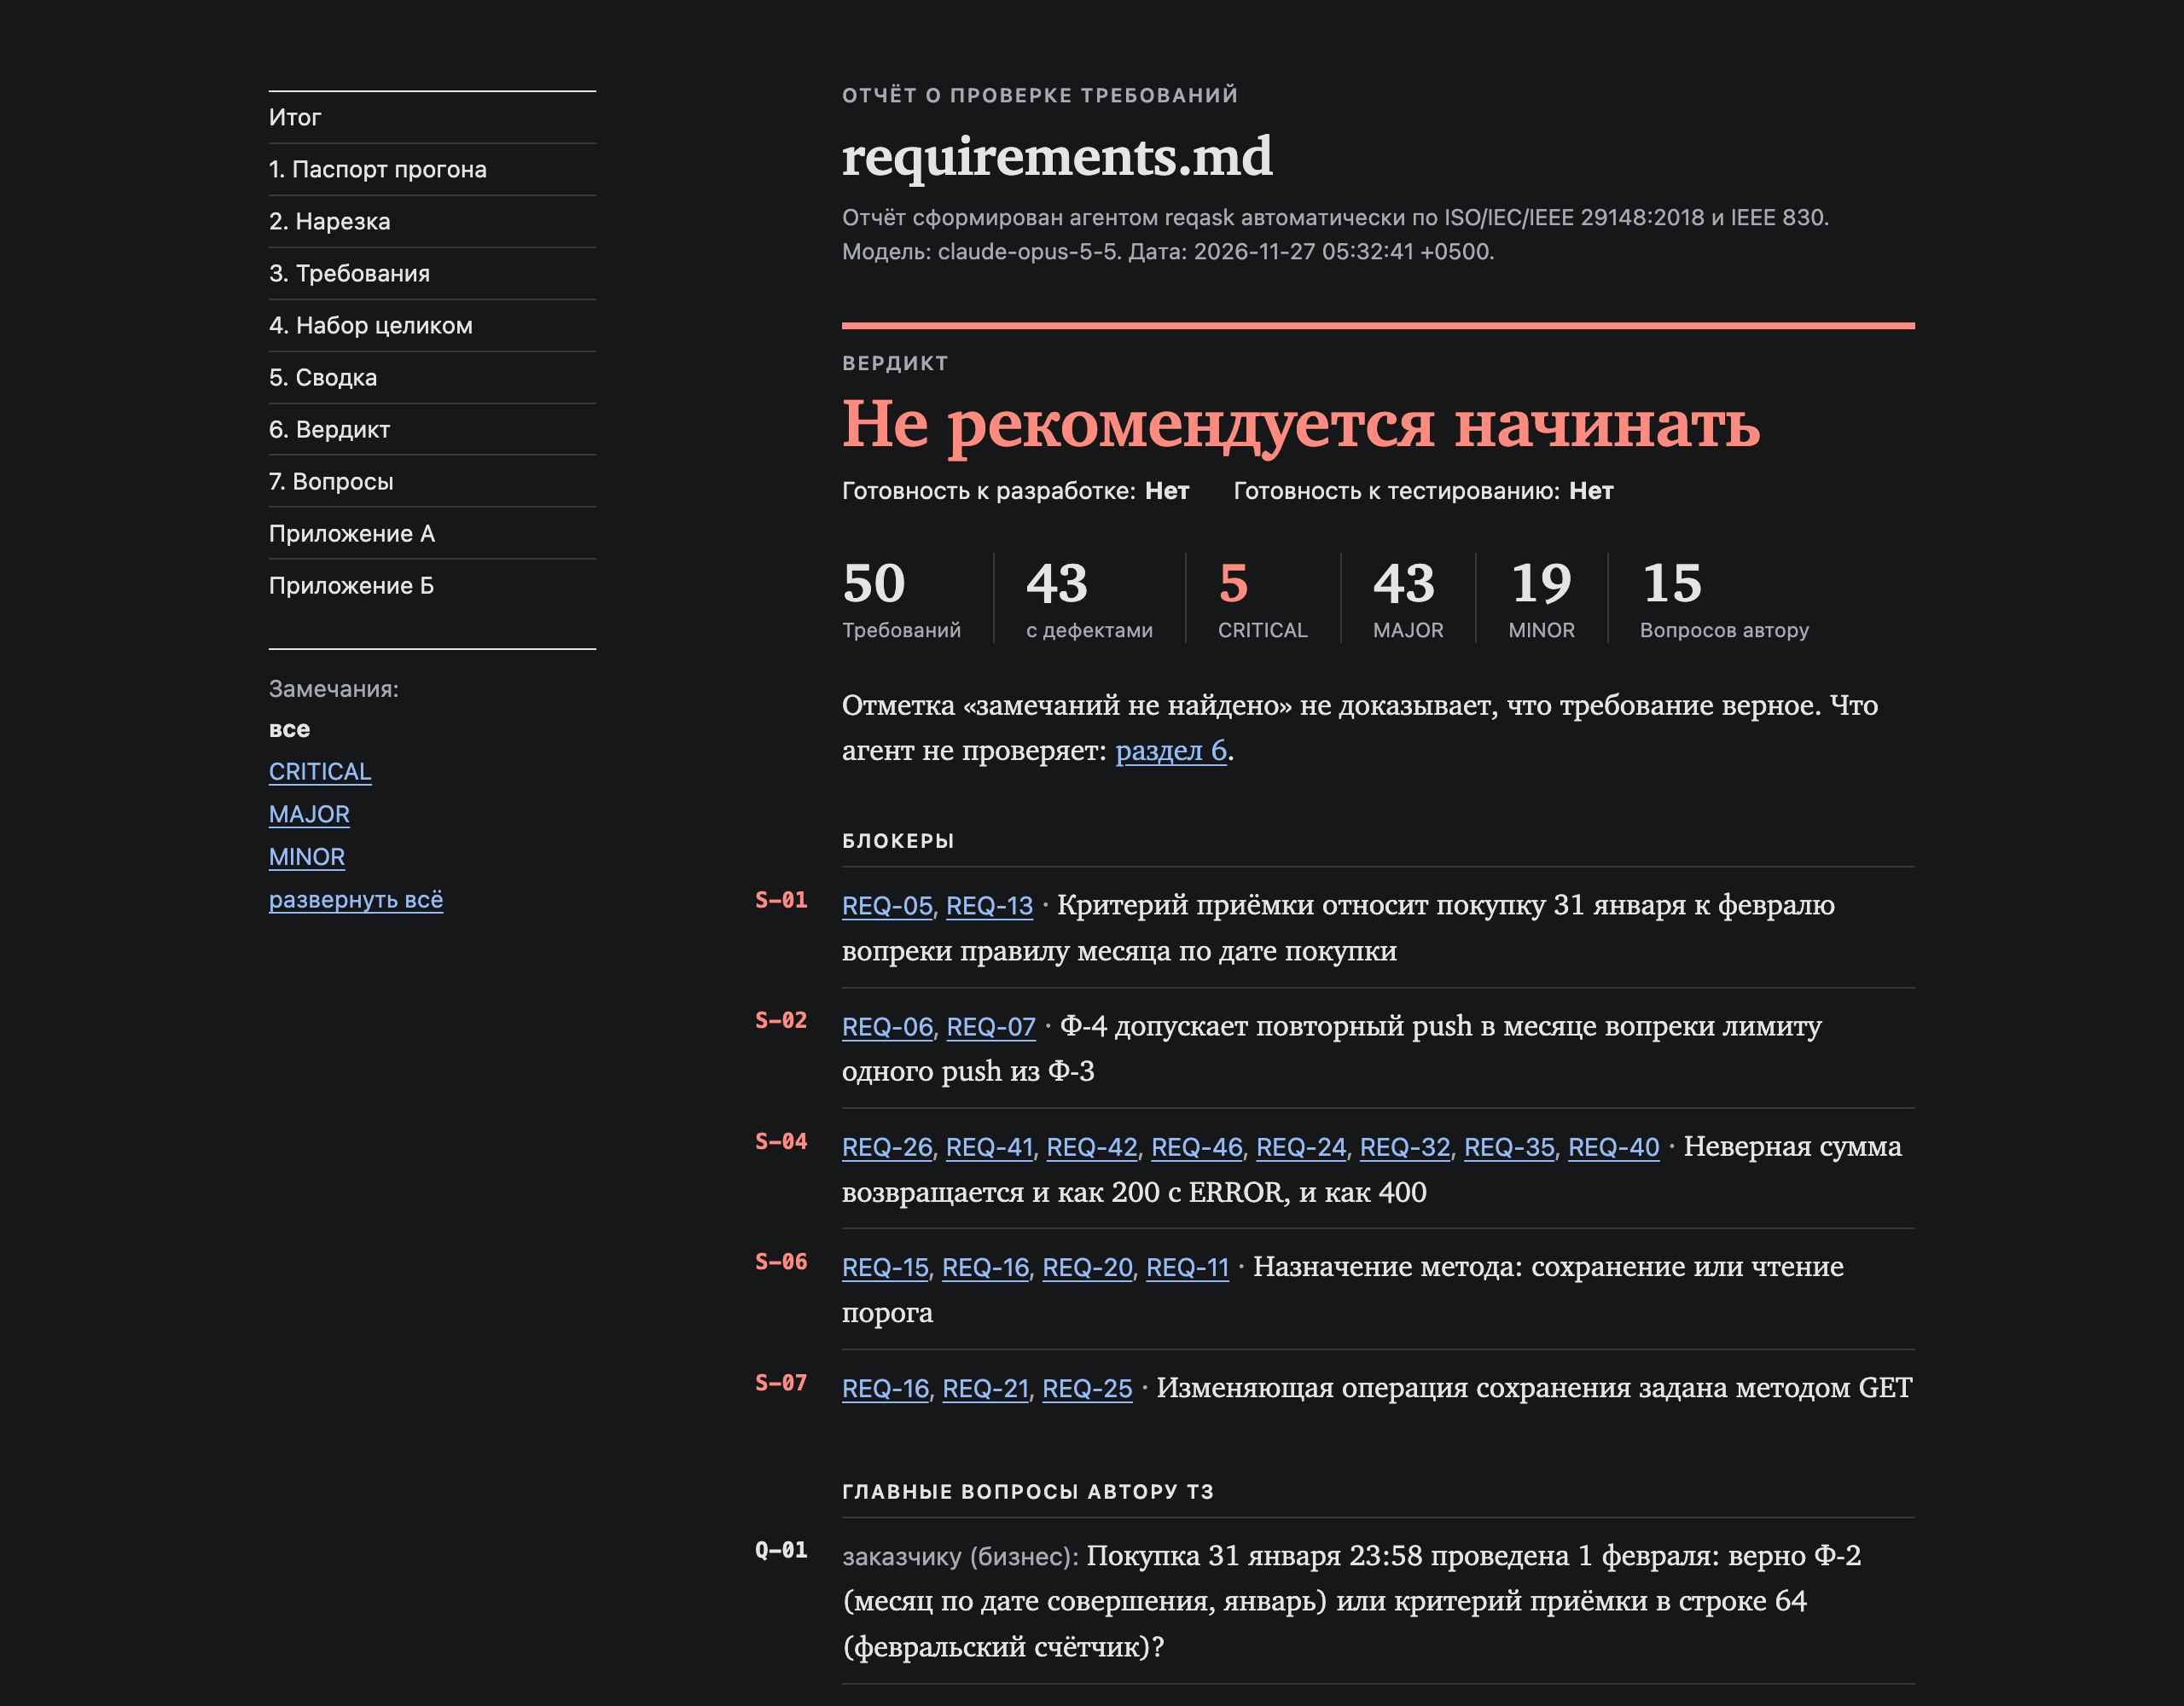 Итог
1. Паспорт прогона
2. Нарезка
3. Требования
4. Набор целиком
5. Сводка
6. Вердикт
7. Вопросы
Приложение А
Приложение Б
Замечания:
все
CRITICAL
MAJOR
MINOR
развернуть всё
ОТЧЁТ О ПРОВЕРКЕ ТРЕБОВАНИЙ
requirements.md
Отчёт сформирован агентом reqask автоматически по ISO/IEC/IEEE 29148:2018 и IEEE 830.
Модель: claude-opus-5-5. Дата: 2026-11-27 05:32:41 +0500.
ВЕРДИКТ
Не рекомендуется начинать
Готовность к разработке: Нет Готовность к тестированию: Нет
50 43 5 43 19 15
Требований с дефектами CRITICAL MAJOR MINOR Вопросов автору
Отметка «замечаний не найдено» не доказывает, что требование верное. Что
агент не проверяет: раздел 6.
БЛОКЕРЫ
S-01 REQ-05, REQ-13 · Критерий приёмки относит покупку 31 января к февралю
вопреки правилу месяца по дате покупки
S-02 REQ-06, REQ-07 · Ф-4 допускает повторный push в месяце вопреки лимиту
одного push из Ф-3
S-04 REQ-26, REQ-41, REQ-42, REQ-46, REQ-24, REQ-32, REQ-35, REQ-40 · Неверная сумма
возвращается и как 200 с ERROR, и как 400
S-06 REQ-15, REQ-16, REQ-20, REQ-11 · Назначение метода: сохранение или чтение
порога
S-07 REQ-16, REQ-21, REQ-25 · Изменяющая операция сохранения задана методом GET
ГЛАВНЫЕ ВОПРОСЫ АВТОРУ ТЗ
Q-01 заказчику (бизнес): Покупка 31 января 23:58 проведена 1 февраля: верно Ф-2
(месяц по дате совершения, январь) или критерий приёмки в строке 64
(февральский счётчик)?